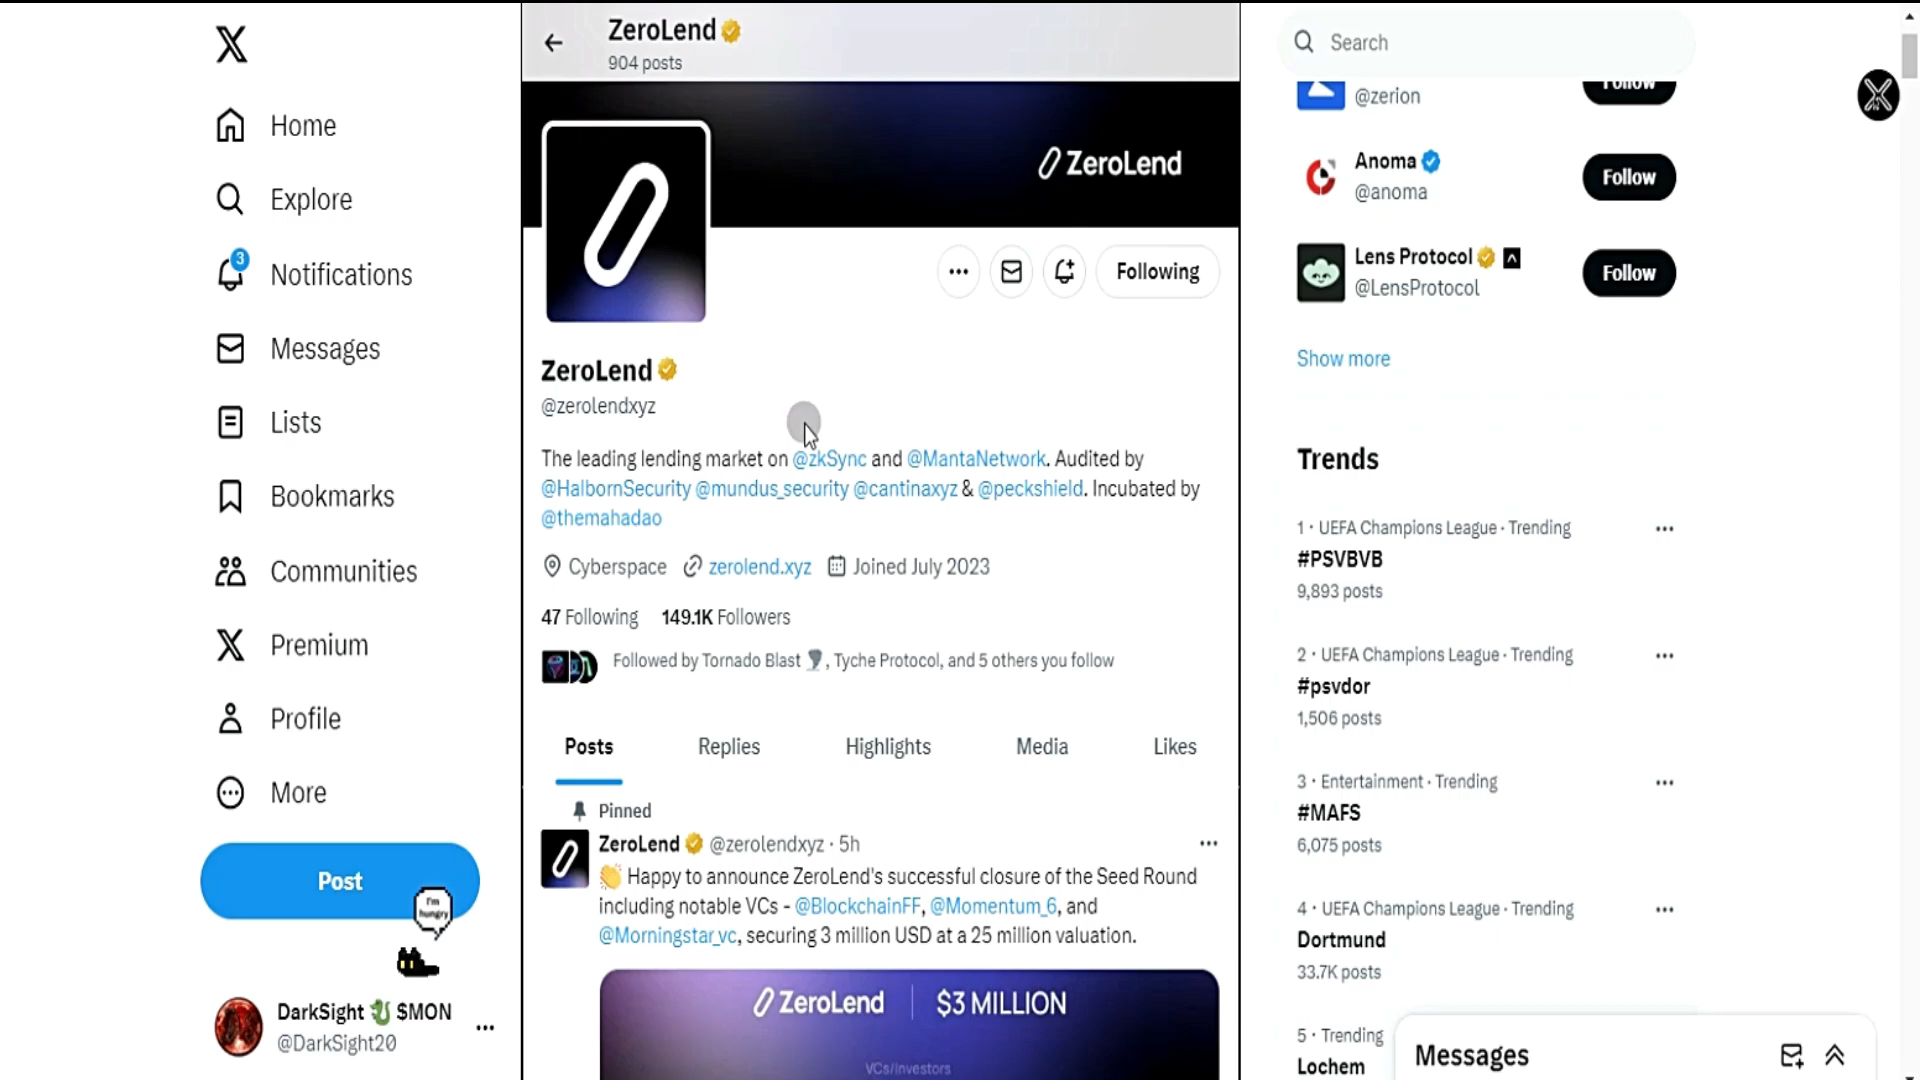 Home
Explore
3
Notifications
Messages
Lists
Bookmarks
Communities
Premium
Profile
More
Post
I'm
hungry
DarkSight 🐉 $MON
@DarkSight20
ZeroLend
904 posts
ZeroLend
Following
ZeroLend
@zerolendxyz
The leading lending market on @zkSync and @MantaNetwork. Audited by
@HalbornSecurity @mundus_security @cantinaxyz & @peckshield. Incubated by
@themahadao
Cyberspace zerolend.xyz Joined July 2023
47 Following 149.1K Followers
Followed by Tornado Blast 🌪️, Tyche Protocol, and 5 others you follow
Posts Replies Highlights Media Likes
Pinned
ZeroLend @zerolendxyz · 5h
👏 Happy to announce ZeroLend's successful closure of the Seed Round
including notable VCs - @BlockchainFF, @Momentum_6, and
@Morningstar_vc, securing 3 million USD at a 25 million valuation.
ZeroLend | $3 MILLION
VCs/Investors
Search
@zerion
Follow
Anoma
@anoma
Follow
Lens Protocol
@LensProtocol
Follow
Show more
Trends
1 · UEFA Champions League · Trending
#PSVBVB
9,893 posts
2 · UEFA Champions League · Trending
#psvdor
1,506 posts
3 · Entertainment · Trending
#MAFS
6,075 posts
4 · UEFA Champions League · Trending
Dortmund
33.7K posts
5 · Trending
Lochem
Messages